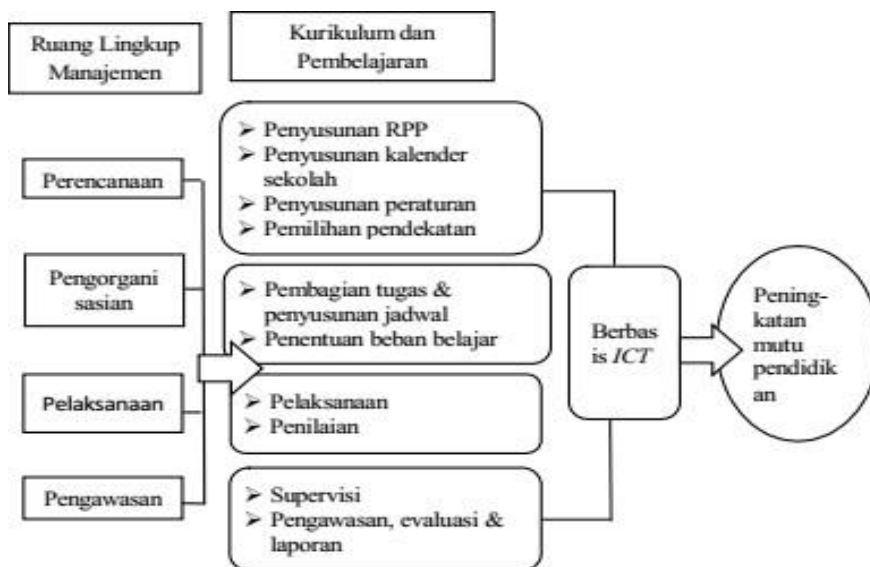 Ruang Lingkup
Manajemen
Kurikulum dan
Pembelajaran
Perencanaan
Pengorgani
sasian
Pelaksanaan
Pengawasan
➢ Penyusunan RPP
➢ Penyusunan kalender
sekolah
➢ Penyusunan peraturan
➢ Pemilihan pendekatan
➢ Pembagian tugas &
penyusunan jadwal
➢ Penentuan beban belajar
➢ Pelaksanaan
➢ Penilaian
➢ Supervisi
➢ Pengawasan, evaluasi &
laporan
Berbas
is ICT
Pening-
katan
mutu
pendidik
an